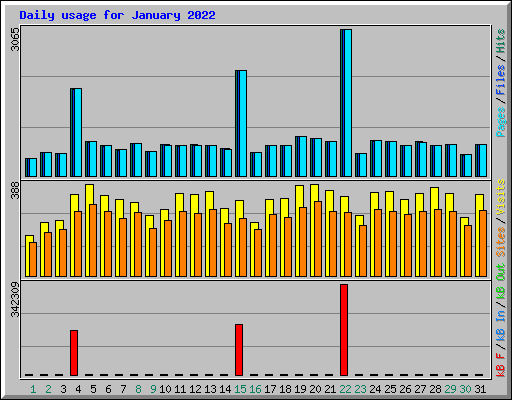 Daily usage for January 2022
3065
388
342309
Pages / Files / Hits
Sites / Visits
kB F / kB In / kB Out
1 2 3 4 5 6 7 8 9 10 11 12 13 14 15 16 17 18 19 20 21 22 23 24 25 26 27 28 29 30 31